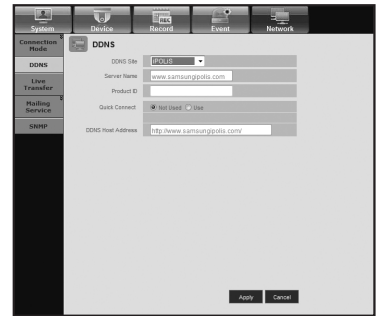 System Device Record Event Network
Connection
Mode
DDNS
Live
Transfer
Mailing
Service
SNMP
DDNS
DDNS Site IPOLiS
Server Name www.samsungipolis.com
Product ID
Quick Connect Not Used Use
DDNS Host Address http://www.samsungipolis.com/
Apply Cancel